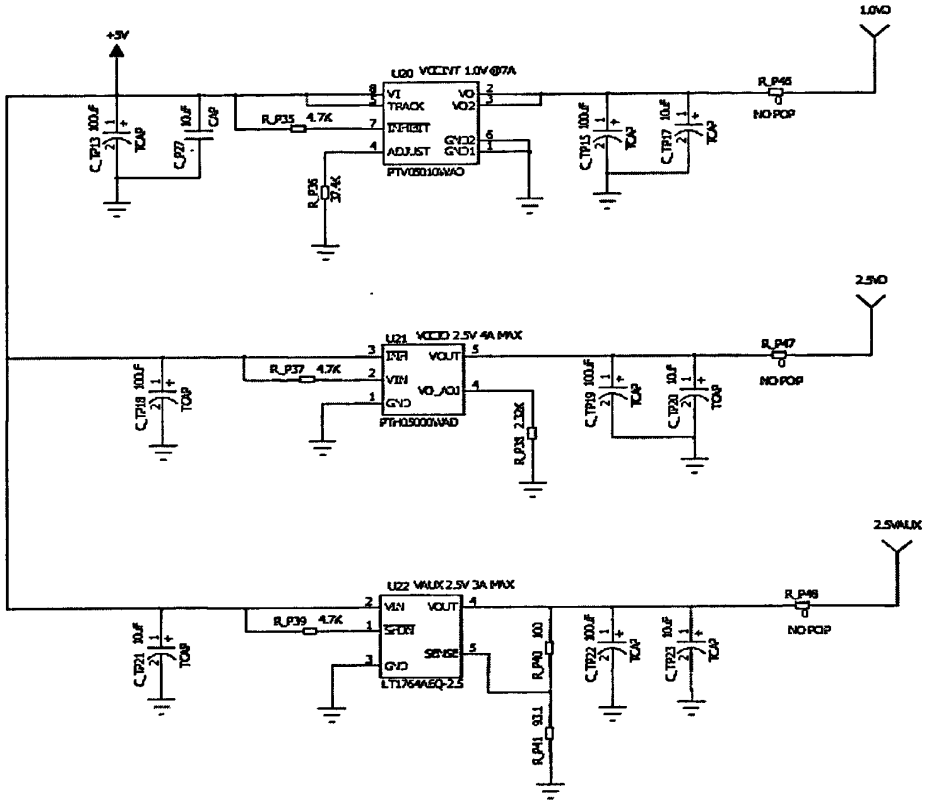 +5V
1.0VO
U20 VCCINT 1.0V @7A
VI
TRACK
7 INHIBIT
4 ADJUST
VO 2
VO2 3
GND2 6
GND1 1
PTV05010WAD
R_P35 4.7K
R_P36 37.4K
C_TP13 100uF TCAP
C_P27 10uF CAP
C_TP15 100uF TCAP
C_TP17 10uF TCAP
R_P46
NO POP
2.5VO
U21 VCCIO 2.5V 4A MAX
3 INH
2 VIN
1 GND
VOUT 5
VO_ADJ 4
PTH05000WAD
R_P37 4.7K
R_P38 2.32K
C_TP18 100uF TCAP
C_TP19 100uF TCAP
C_TP20 10uF TCAP
R_P47
NO POP
2.5VAUX
U22 VAUX 2.5V 3A MAX
2 VIN
1 SHDN
3 GND
VOUT 4
SENSE 5
LT1764AEQ-2.5
R_P39 4.7K
R_P40 100
R_P41 93.1
C_TP21 10uF TCAP
C_TP22 100uF TCAP
C_TP23 10uF TCAP
R_P48
NO POP